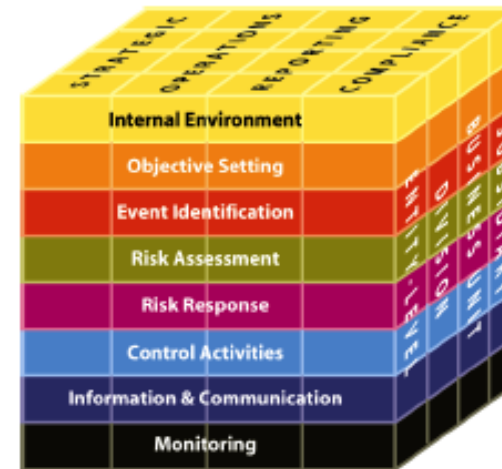 STRATEGIC
OPERATIONS
REPORTING
COMPLIANCE
Internal Environment
Objective Setting
Event Identification
Risk Assessment
Risk Response
Control Activities
Information & Communication
Monitoring
ENTITY-LEVEL
DIVISION
BUSINESS UNIT